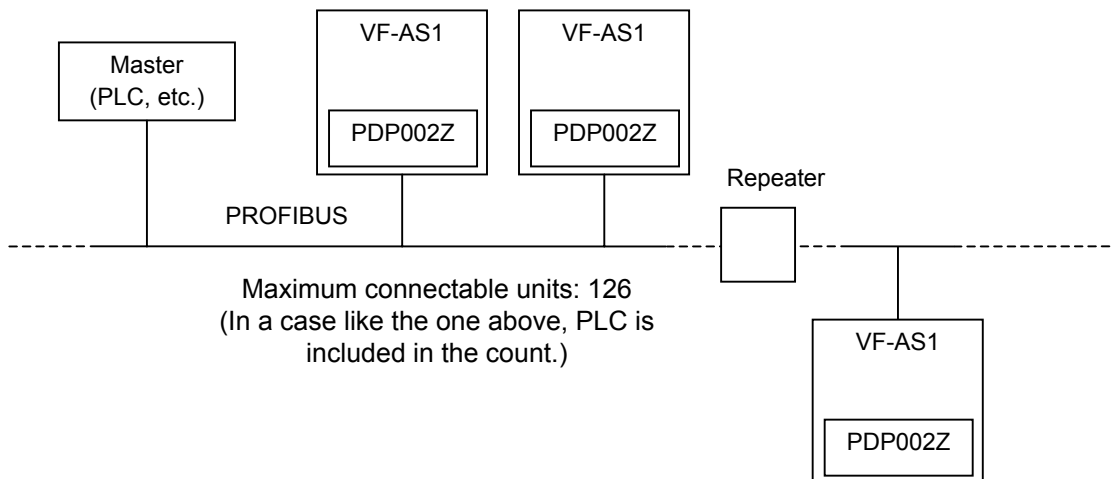 VF-AS1
VF-AS1
Master
(PLC, etc.)
PDP002Z
PDP002Z
Repeater
PROFIBUS
Maximum connectable units: 126
(In a case like the one above, PLC is
included in the count.)
VF-AS1
PDP002Z